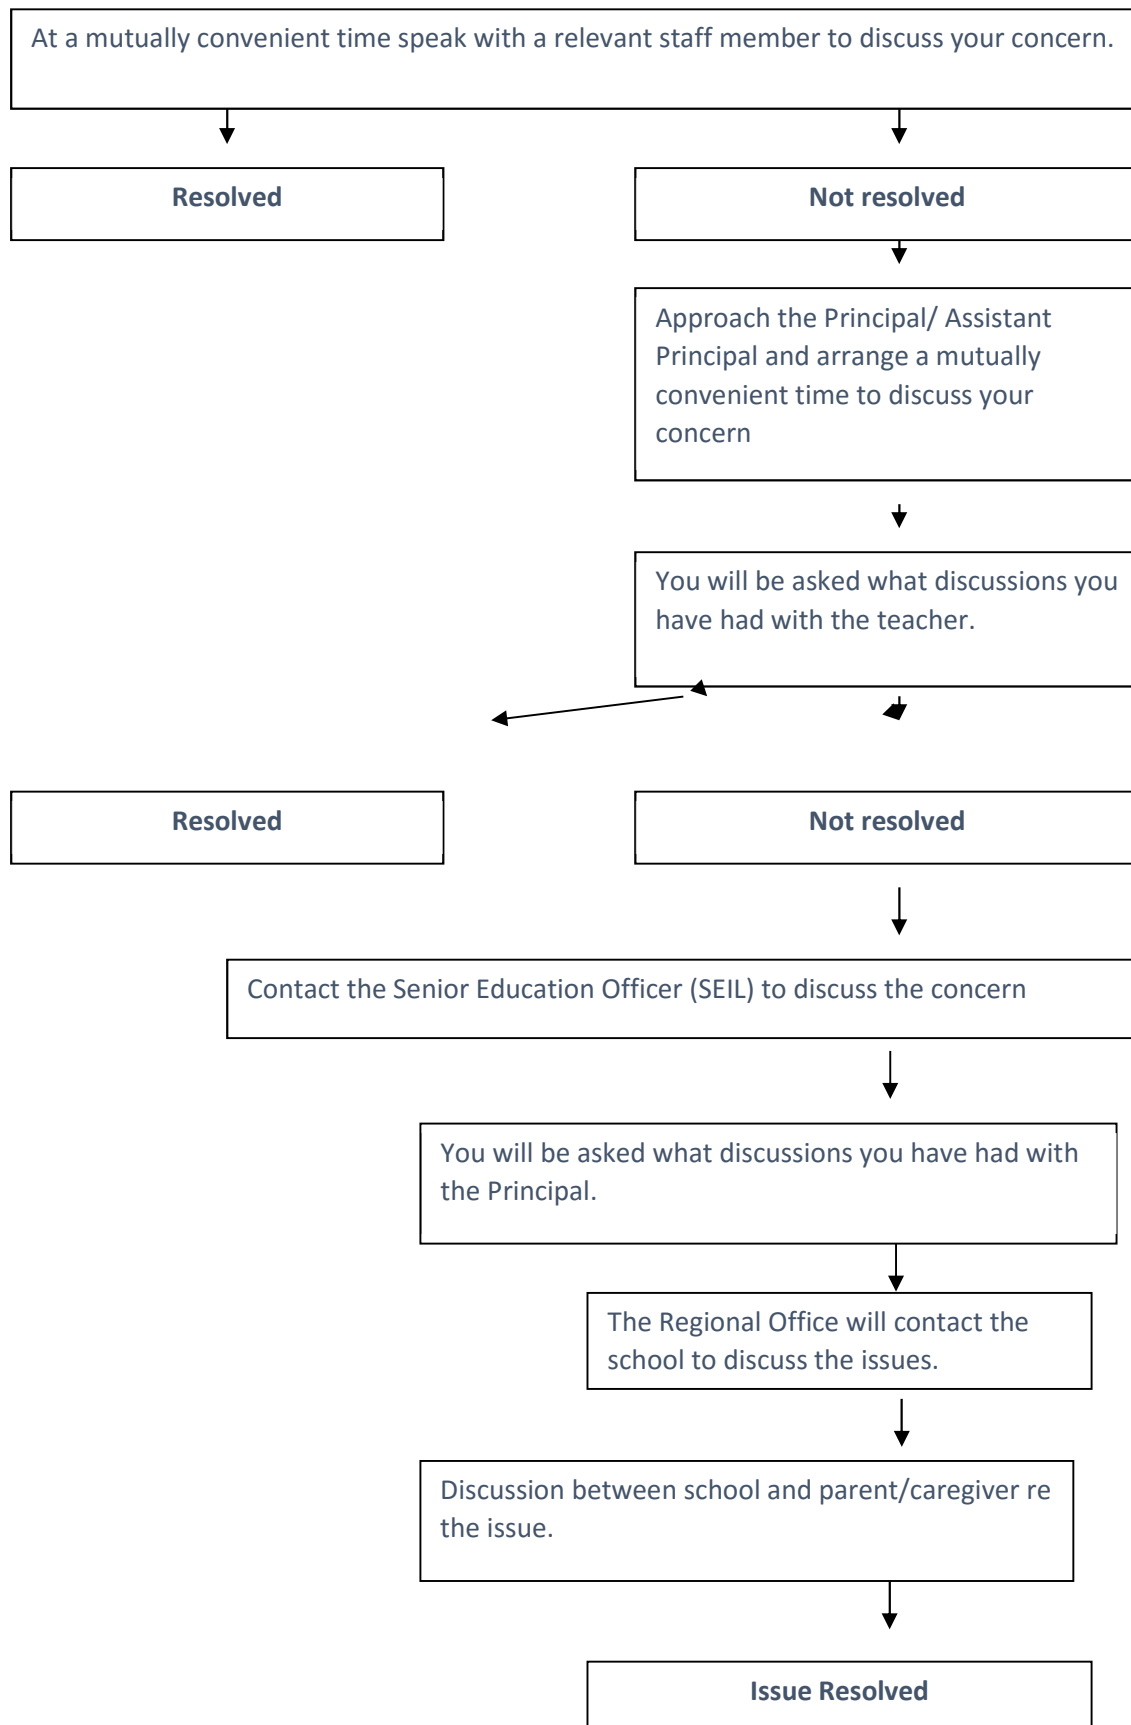 At a mutually convenient time speak with a relevant staff member to discuss your concern.
Resolved
Not resolved
Approach the Principal/ Assistant
Principal and arrange a mutually
convenient time to discuss your
concern
You will be asked what discussions you
have had with the teacher.
Resolved
Not resolved
Contact the Senior Education Officer (SEIL) to discuss the concern
You will be asked what discussions you have had with
the Principal.
The Regional Office will contact the
school to discuss the issues.
Discussion between school and parent/caregiver re
the issue.
Issue Resolved